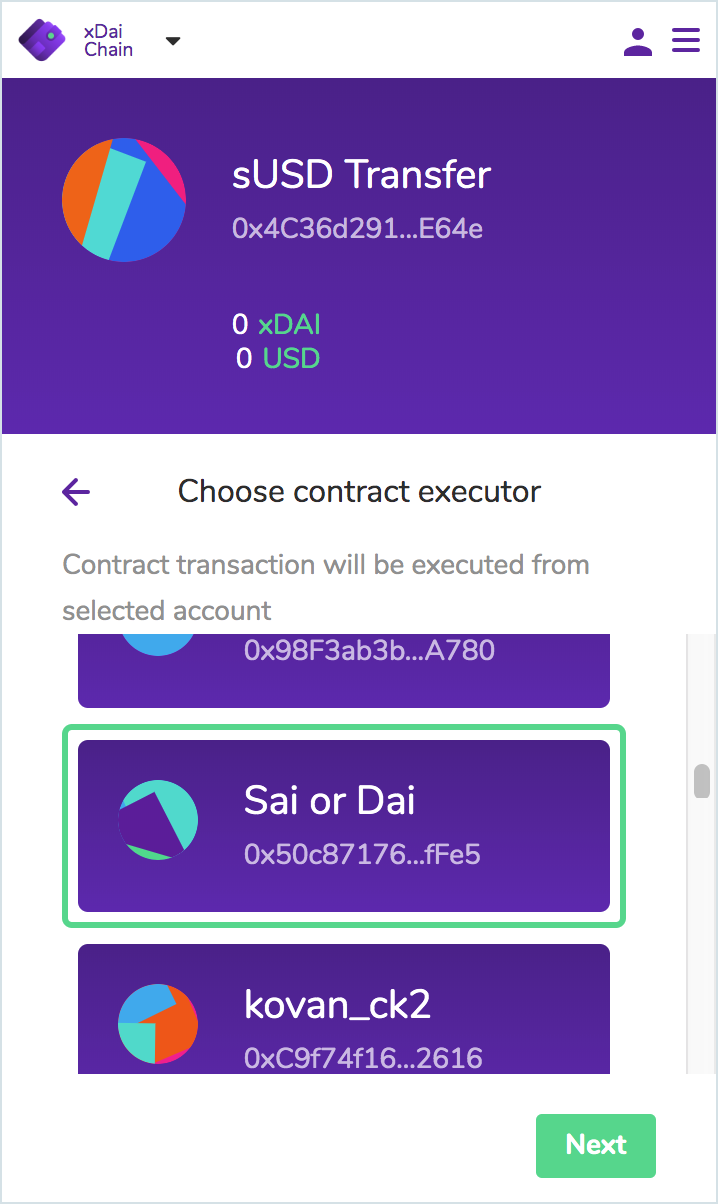 xDai
Chain
sUSD Transfer
0x4C36d291...E64e
0 xDAI
0 USD
Choose contract executor
Contract transaction will be executed from
selected account
0x98F3ab3b...A780
Sai or Dai
0x50c87176...fFe5
kovan_ck2
0xC9f74f16...2616
Next